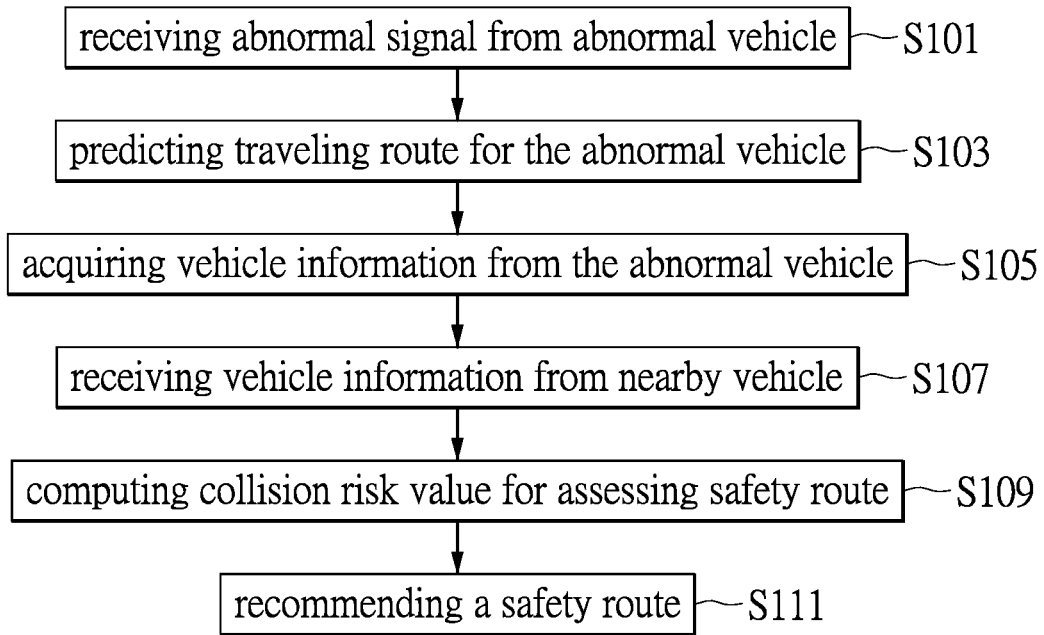 receiving abnormal signal from abnormal vehicle S101
predicting traveling route for the abnormal vehicle S103
acquiring vehicle information from the abnormal vehicle S105
receiving vehicle information from nearby vehicle S107
computing collision risk value for assessing safety route S109
recommending a safety route S111